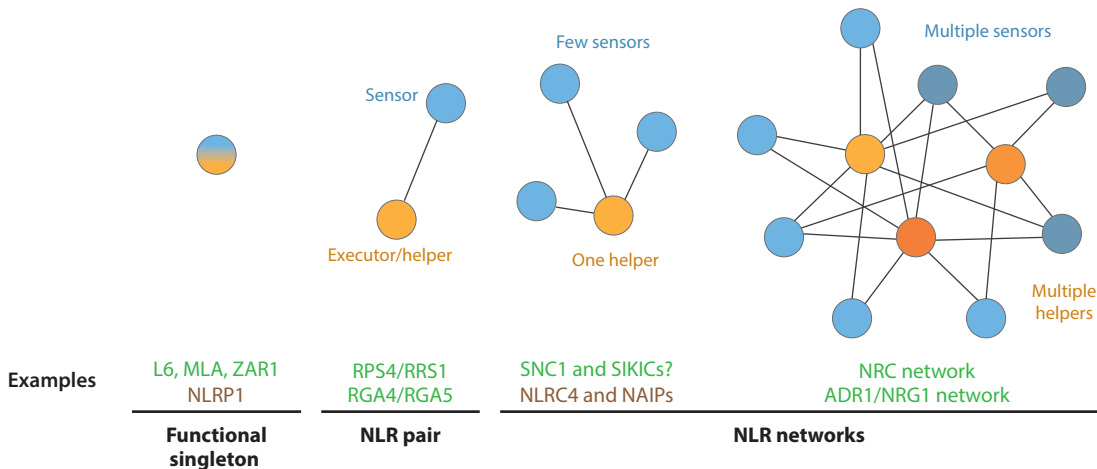 Few sensors
Multiple sensors
Sensor
Executor/helper
One helper
Multiple
helpers
Examples
L6, MLA, ZAR1
NLRP1
RPS4/RRS1
RGA4/RGA5
SNC1 and SIKICs?
NLRC4 and NAIPs
NRC network
ADR1/NRG1 network
Functional
singleton
NLR pair
NLR networks